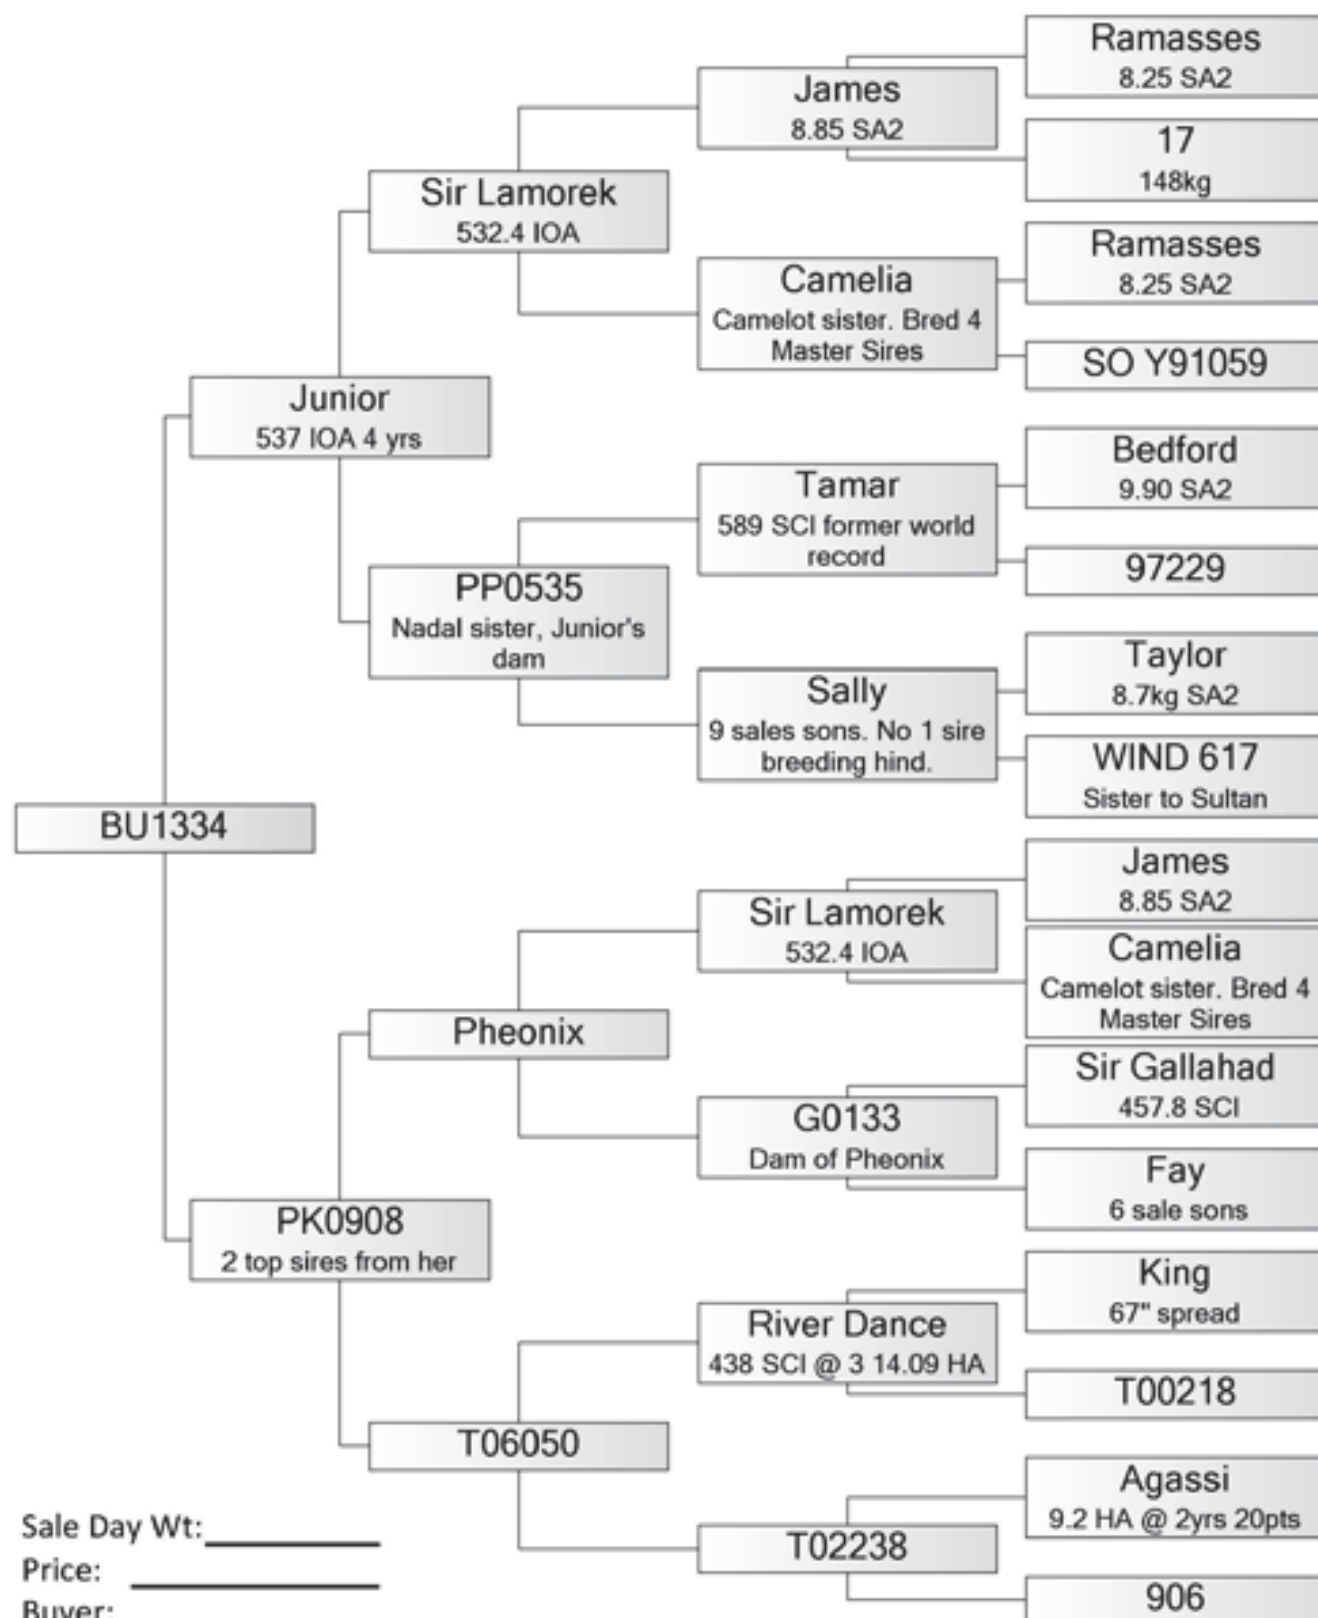 Ramasses
8.25 SA2
James
8.85 SA2
17
148kg
Sir Lamorek
532.4 IOA
Ramasses
8.25 SA2
Camelia
Camelot sister. Bred 4
Master Sires
SO Y91059
Junior
537 IOA 4 yrs
Bedford
9.90 SA2
Tamar
589 SCI former world
record
97229
PP0535
Nadal sister, Junior's
dam
Taylor
8.7kg SA2
Sally
9 sales sons. No 1 sire
breeding hind.
WIND 617
Sister to Sultan
BU1334
James
8.85 SA2
Sir Lamorek
532.4 IOA
Camelia
Camelot sister. Bred 4
Master Sires
Pheonix
Sir Gallahad
457.8 SCI
G0133
Dam of Pheonix
Fay
6 sale sons
PK0908
2 top sires from her
King
67" spread
River Dance
438 SCI @ 3 14.09 HA
T00218
T06050
Agassi
9.2 HA @ 2yrs 20pts
T02238
906
Sale Day Wt:
Price:
Buyer: